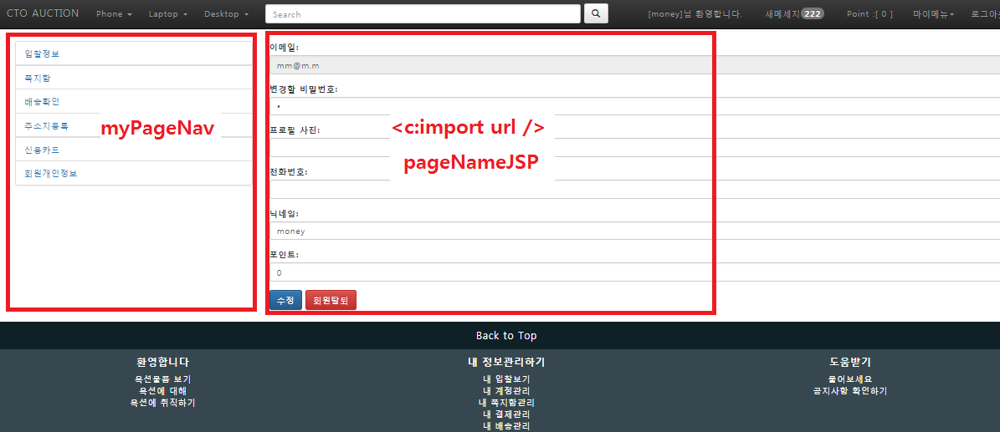 CTO AUCTION Phone Laptop Desktop Search [money]님 환영합니다. 새메세지 222 Point :[ 0 ] 마이메뉴 로그아웃
입찰정보
쪽지함
배송확인
주소지등록
신용카드
회원개인정보
myPageNav
이메일:
mm@m.m
변경할 비밀번호:
•
프로필 사진:
<c:import url />
pageNameJSP
전화번호:
닉네임:
money
포인트:
0
수정 회원탈퇴
Back to Top
환영합니다
옥션물품 보기
옥션에 대해
옥션에 취직하기
내 정보관리하기
내 입찰보기
내 계정관리
내 쪽지함관리
내 결제관리
내 배송관리
도움받기
물어보세요
공지사항 확인하기